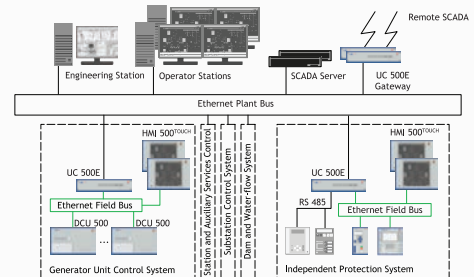 Remote SCADA
Engineering Station
Operator Stations
SCADA Server
UC 500E
Gateway
Ethernet Plant Bus
HMI 500TOUCH
UC 500E
Ethernet Field Bus
DCU 500
DCU 500
...
Generator Unit Control System
Station and Auxiliary Services Control
Substation Control System
Dam and Water-flow System
HMI 500TOUCH
UC 500E
RS 485
Ethernet Field Bus
Independent Protection System